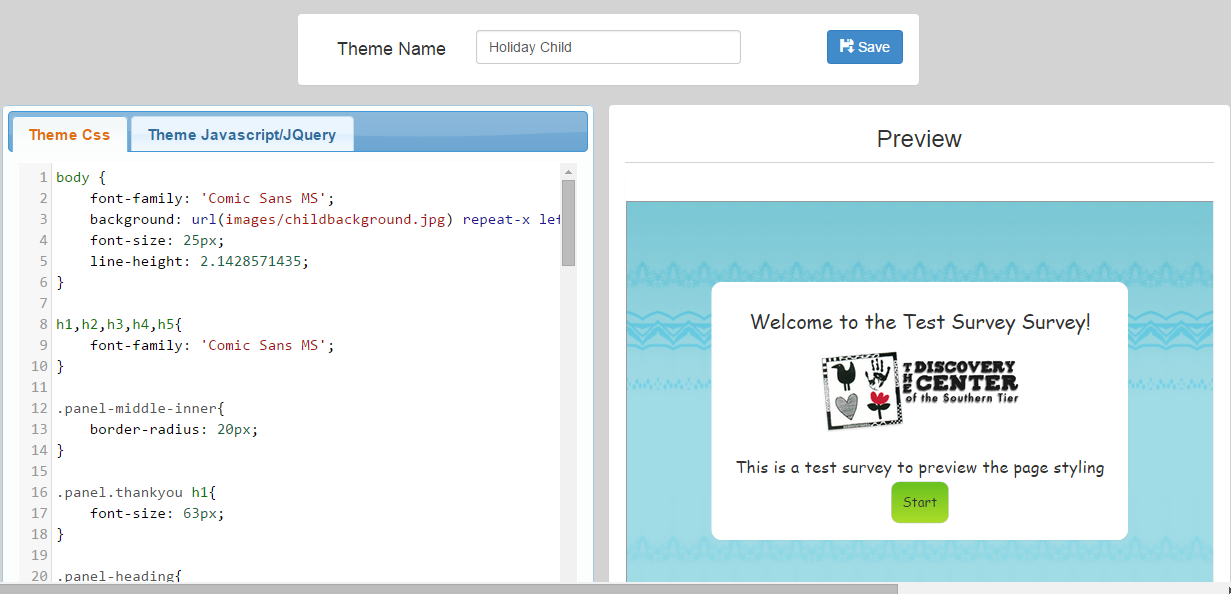 Theme Name
Holiday Child
Save
Theme Css
Theme Javascript/JQuery
1 body {
2 font-family: 'Comic Sans MS';
3 background: url(images/childbackground.jpg) repeat-x lef
4 font-size: 25px;
5 line-height: 2.1428571435;
6 }
7
8 h1,h2,h3,h4,h5{
9 font-family: 'Comic Sans MS';
10 }
11
12 .panel-middle-inner{
13 border-radius: 20px;
14 }
15
16 .panel.thankyou h1{
17 font-size: 63px;
18 }
19
20 .panel-heading{
Preview
Welcome to the Test Survey Survey!
THE DISCOVERY
CENTER
of the Southern Tier
This is a test survey to preview the page styling
Start